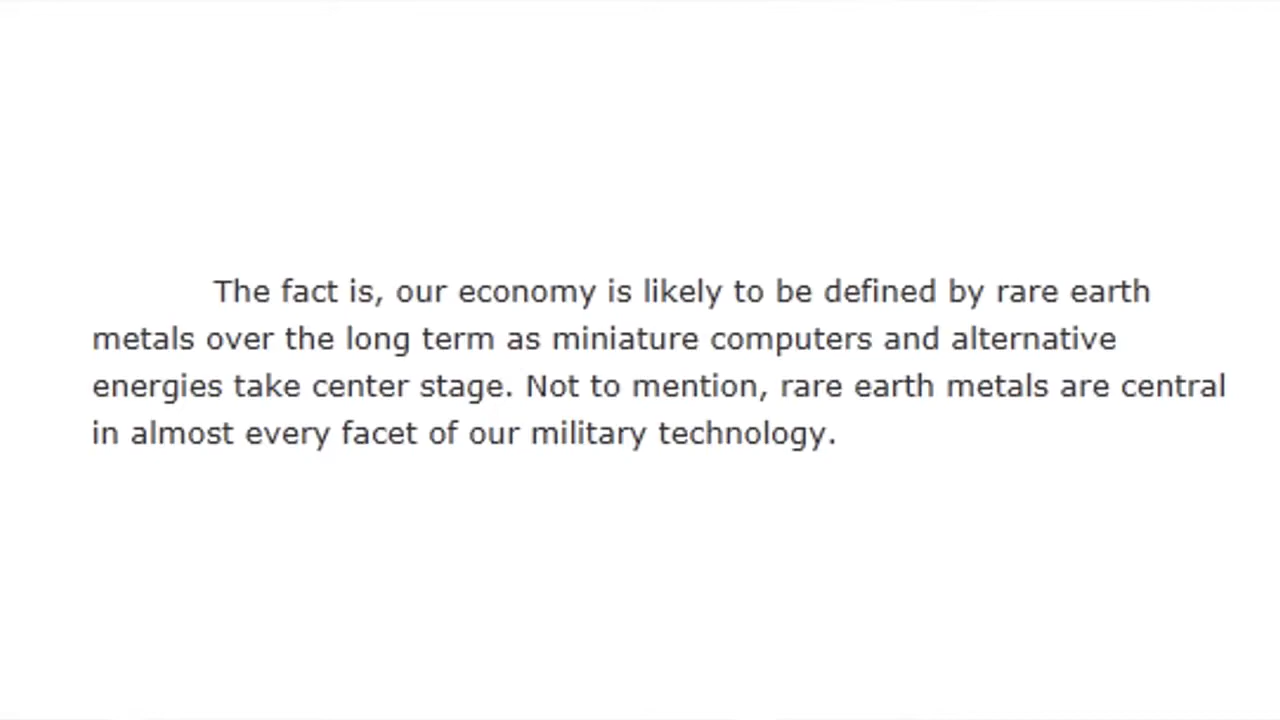 The fact is, our economy is likely to be defined by rare earth
metals over the long term as miniature computers and alternative
energies take center stage. Not to mention, rare earth metals are central
in almost every facet of our military technology.